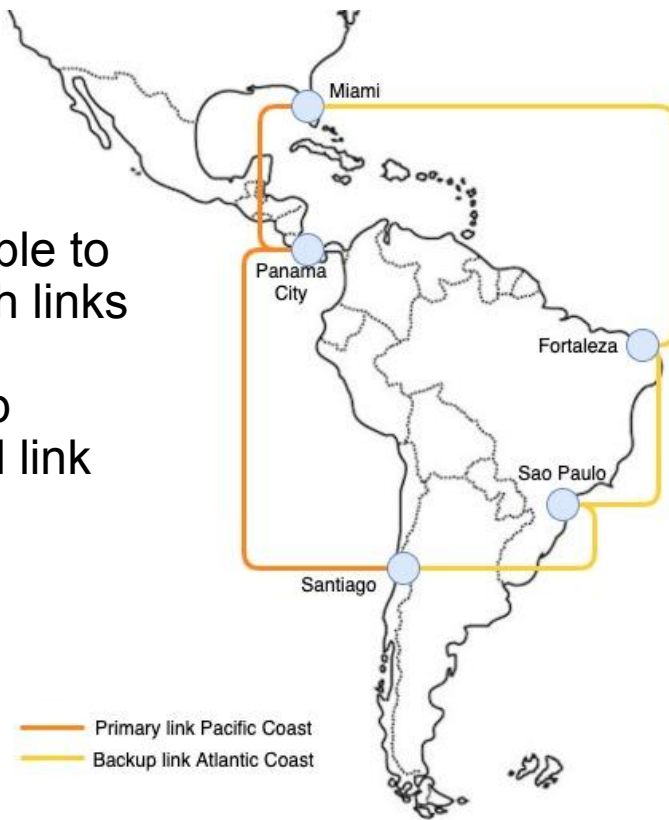 ble to
n links
o
l link
Miami
Panama
City
Fortaleza
Sao Paulo
Santiago
Primary link Pacific Coast
Backup link Atlantic Coast